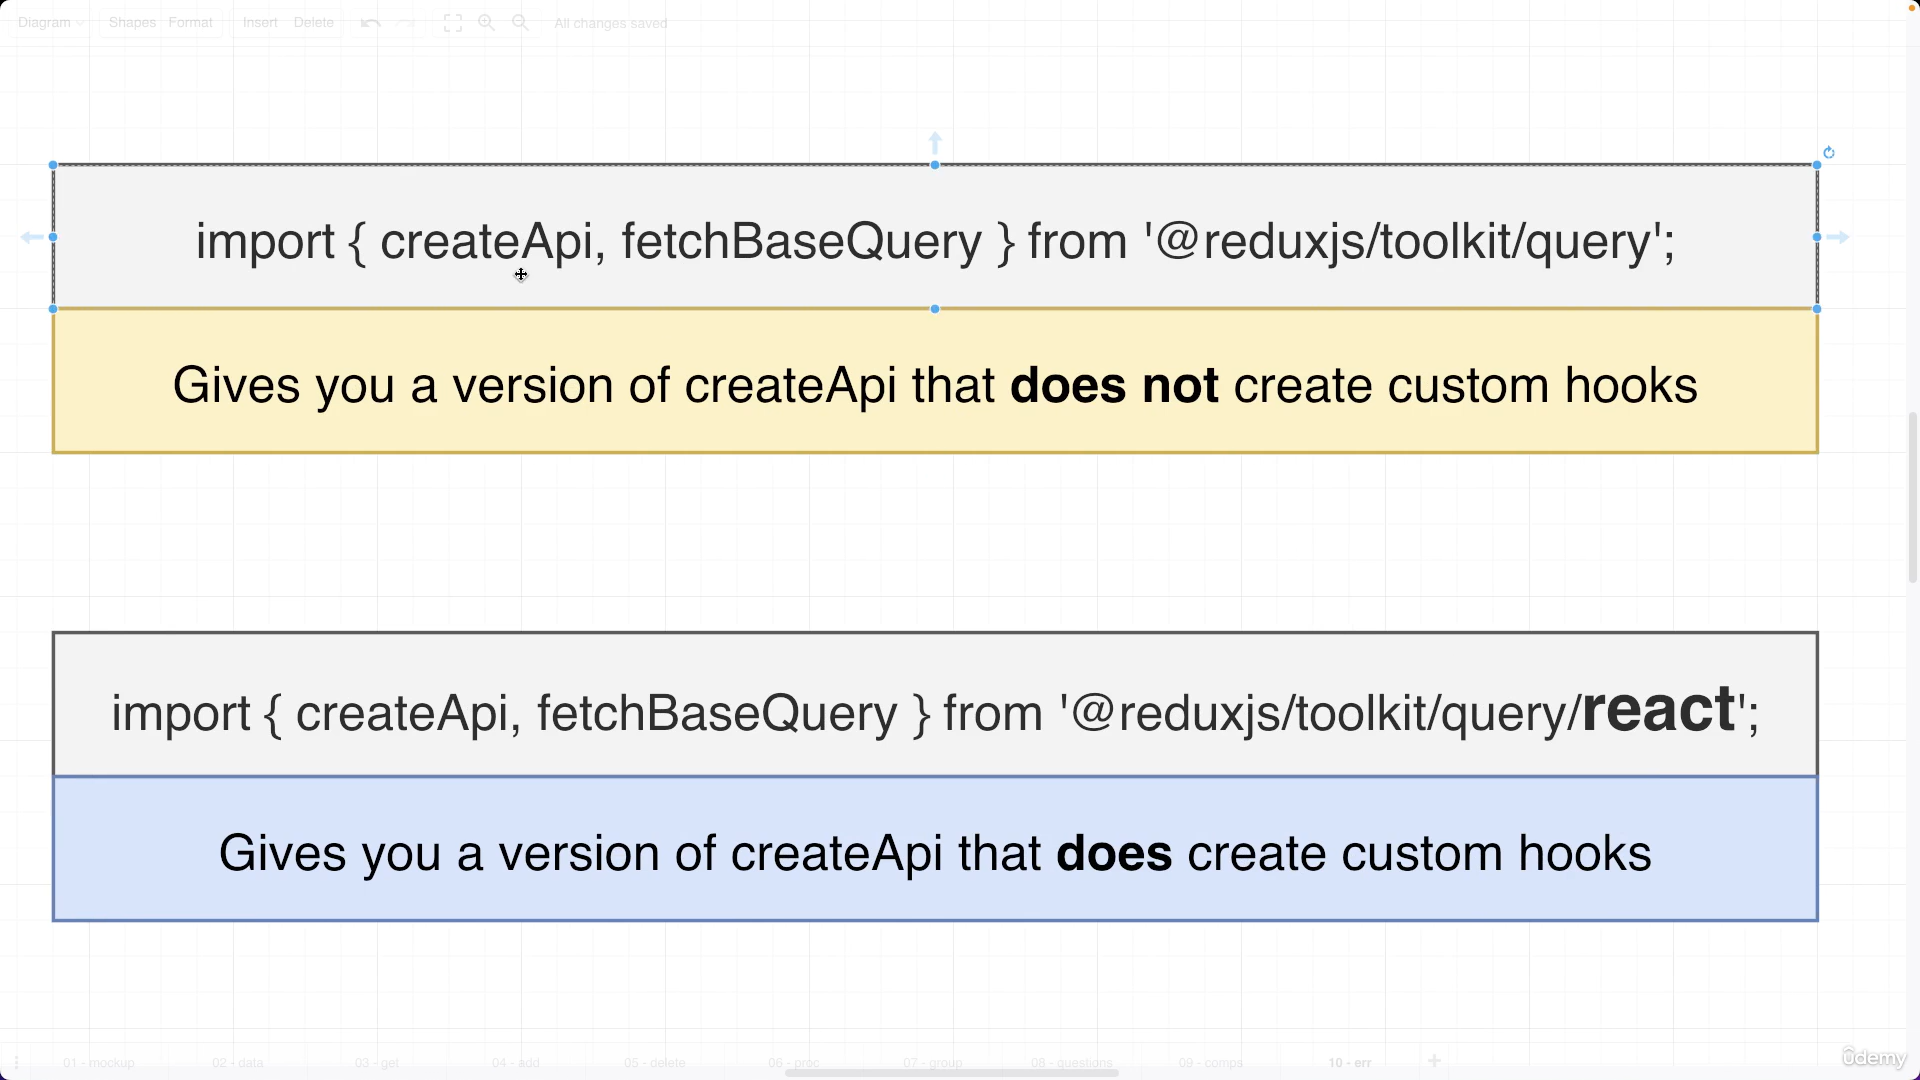 Diagram
Shapes Format
Insert Delete
All changes saved
import { createApi, fetchBaseQuery } from '@reduxjs/toolkit/query';
Gives you a version of createApi that does not create custom hooks
import { createApi, fetchBaseQuery } from '@reduxjs/toolkit/query/react';
Gives you a version of createApi that does create custom hooks
01 - mockup 02 - data 03 - get 04 - add 05 - delete 06 - proc 07 - group 08 - questions 09 - comps 10 - err
ûdemy